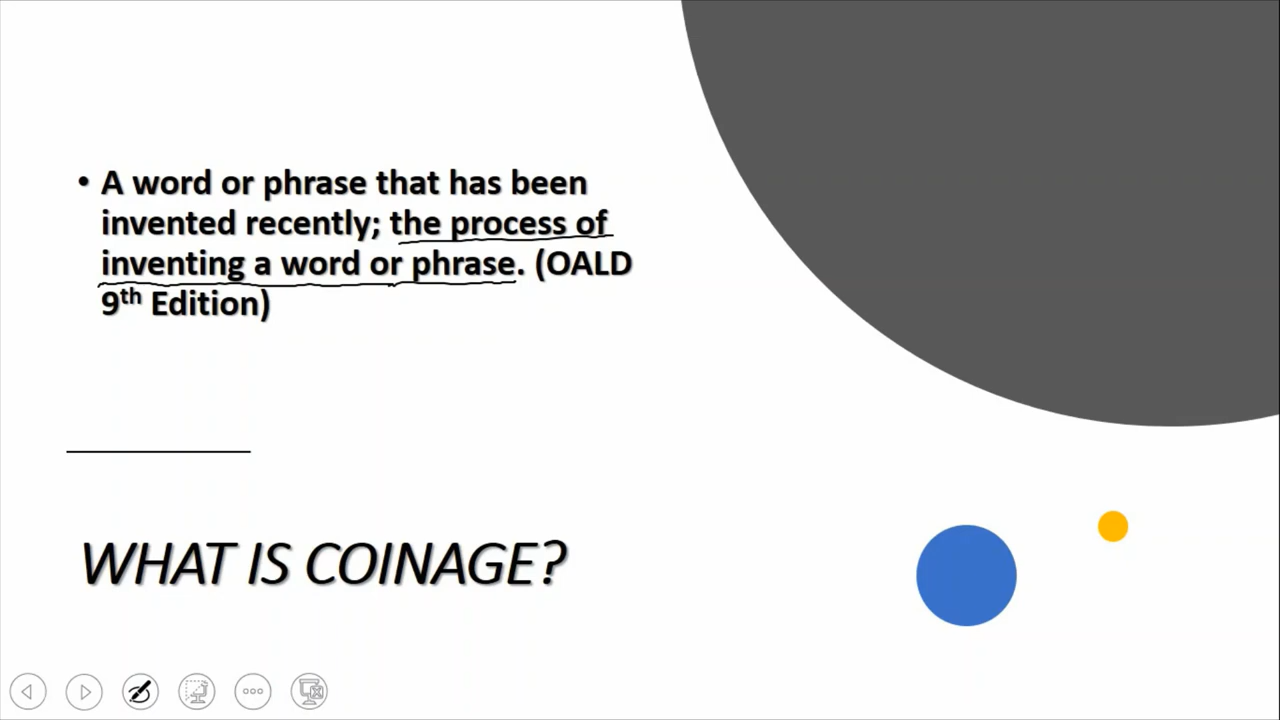 • A word or phrase that has been
invented recently; the process of
inventing a word or phrase. (OALD
9th Edition)
WHAT IS COINAGE?